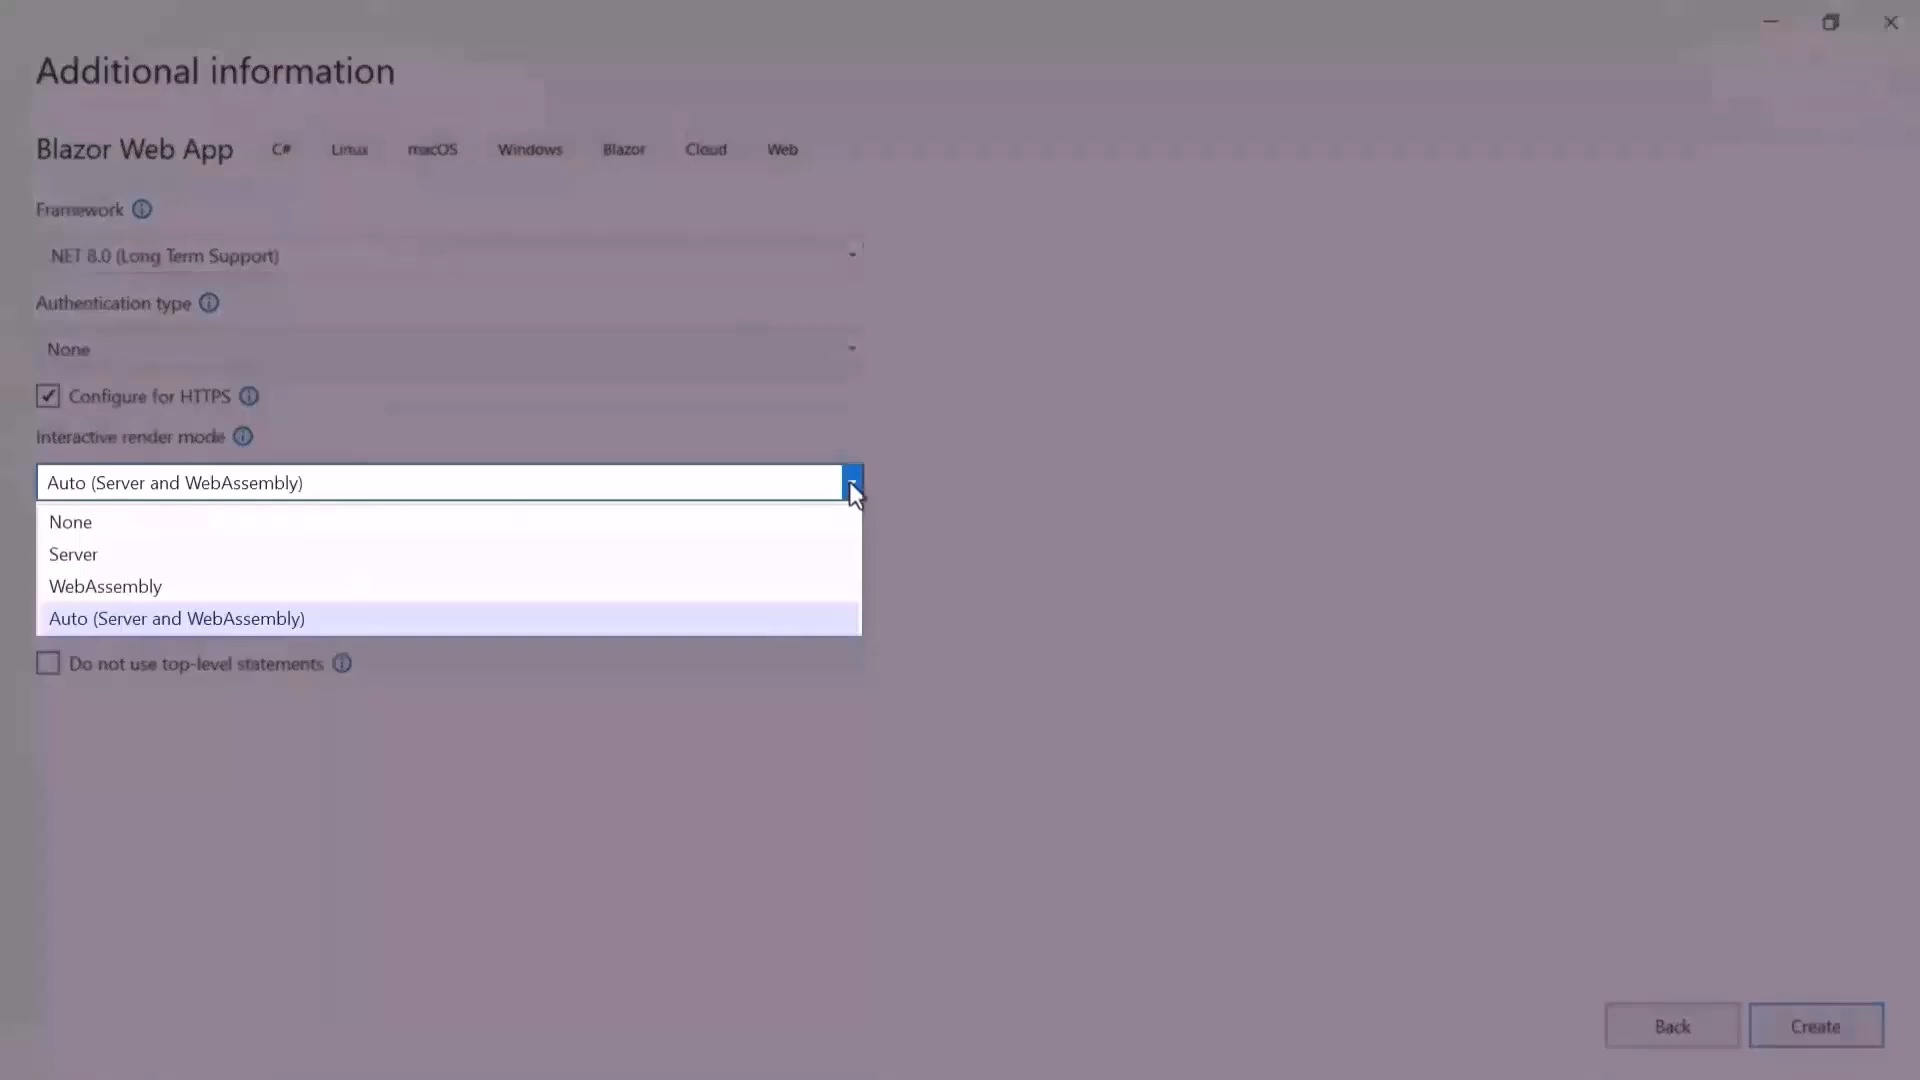 Additional information
Blazor Web App C# Linux macOS Windows Blazor Cloud Web
Framework
.NET 8.0 (Long Term Support)
Authentication type
None
Configure for HTTPS
Interactive render mode
Auto (Server and WebAssembly)
None
Server
WebAssembly
Auto (Server and WebAssembly)
Do not use top-level statements
Back Create